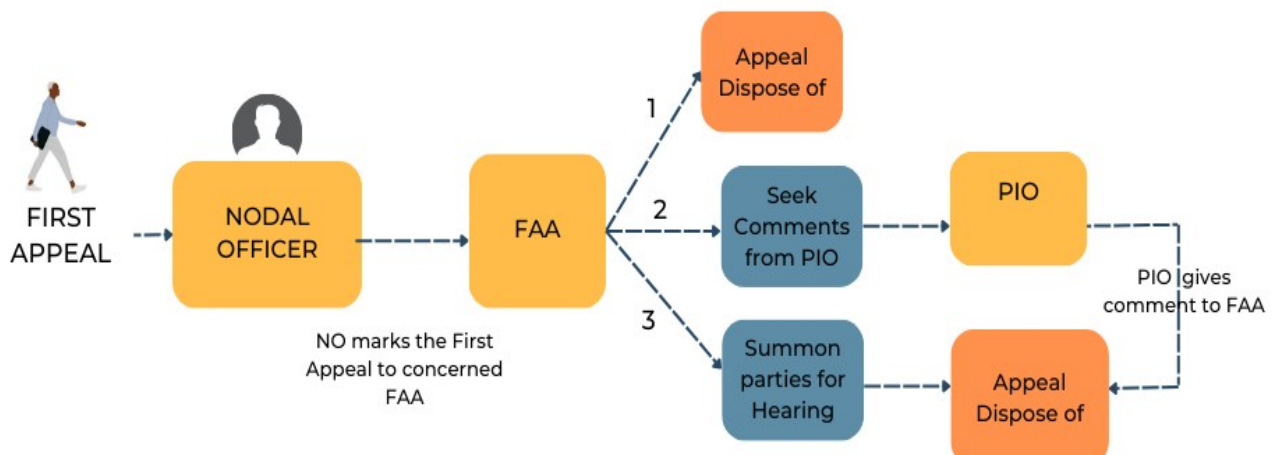 FIRST
APPEAL
NODAL
OFFICER
NO marks the First
Appeal to concerned
FAA
FAA
1
Appeal
Dispose of
2
Seek
Comments
from PIO
PIO
PIO gives
comment to FAA
3
Summon
parties for
Hearing
Appeal
Dispose of